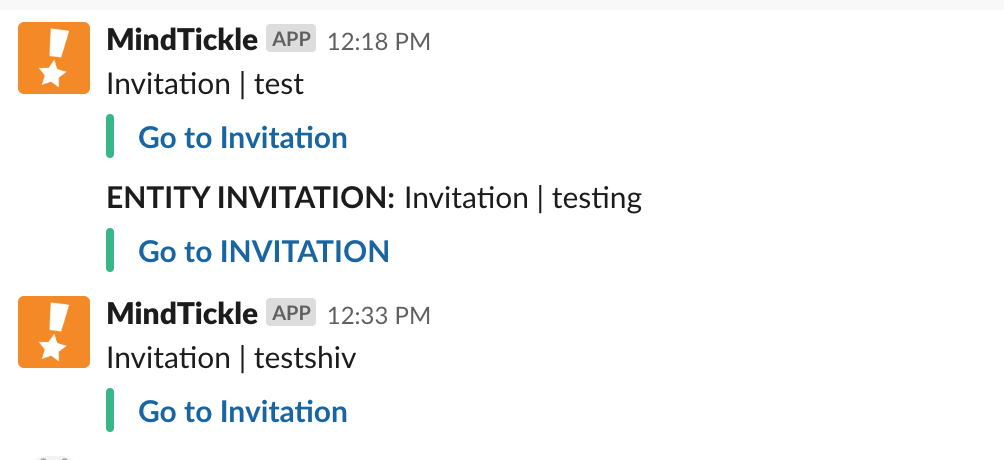 MindTickle APP 12:18 PM
Invitation | test
Go to Invitation
ENTITY INVITATION: Invitation | testing
Go to INVITATION
MindTickle APP 12:33 PM
Invitation | testshiv
Go to Invitation